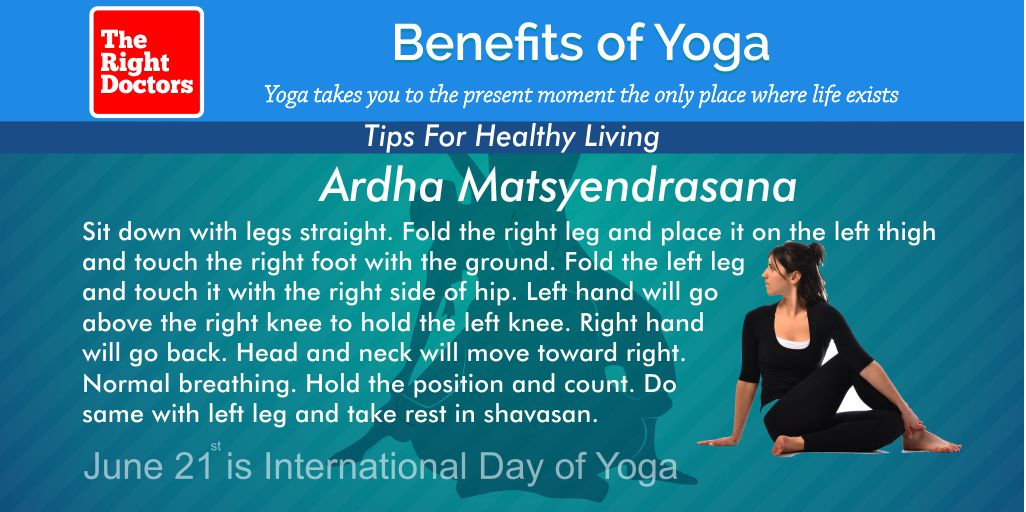 The
Right
Doctors
Benefits of Yoga
Yoga takes you to the present moment the only place where life exists
Tips For Healthy Living
Ardha Matsyendrasana
Sit down with legs straight. Fold the right leg and place it on the left thigh
and touch the right foot with the ground. Fold the left leg
and touch it with the right side of hip. Left hand will go
above the right knee to hold the left knee. Right hand
will go back. Head and neck will move toward right.
Normal breathing. Hold the position and count. Do
same with left leg and take rest in shavasan.
June 21st is International Day of Yoga